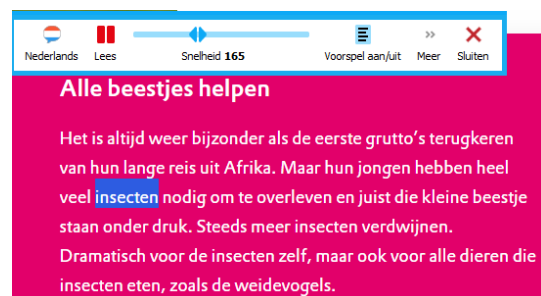 Nederlands Lees Snelheid 165 Voorspel aan/uit Meer Sluiten
Alle beestjes helpen
Het is altijd weer bijzonder als de eerste grutto's terugkeren
van hun lange reis uit Afrika. Maar hun jongen hebben heel
veel insecten nodig om te overleven en juist die kleine beestje
staan onder druk. Steeds meer insecten verdwijnen.
Dramatisch voor de insecten zelf, maar ook voor alle dieren die
insecten eten, zoals de weidevogels.